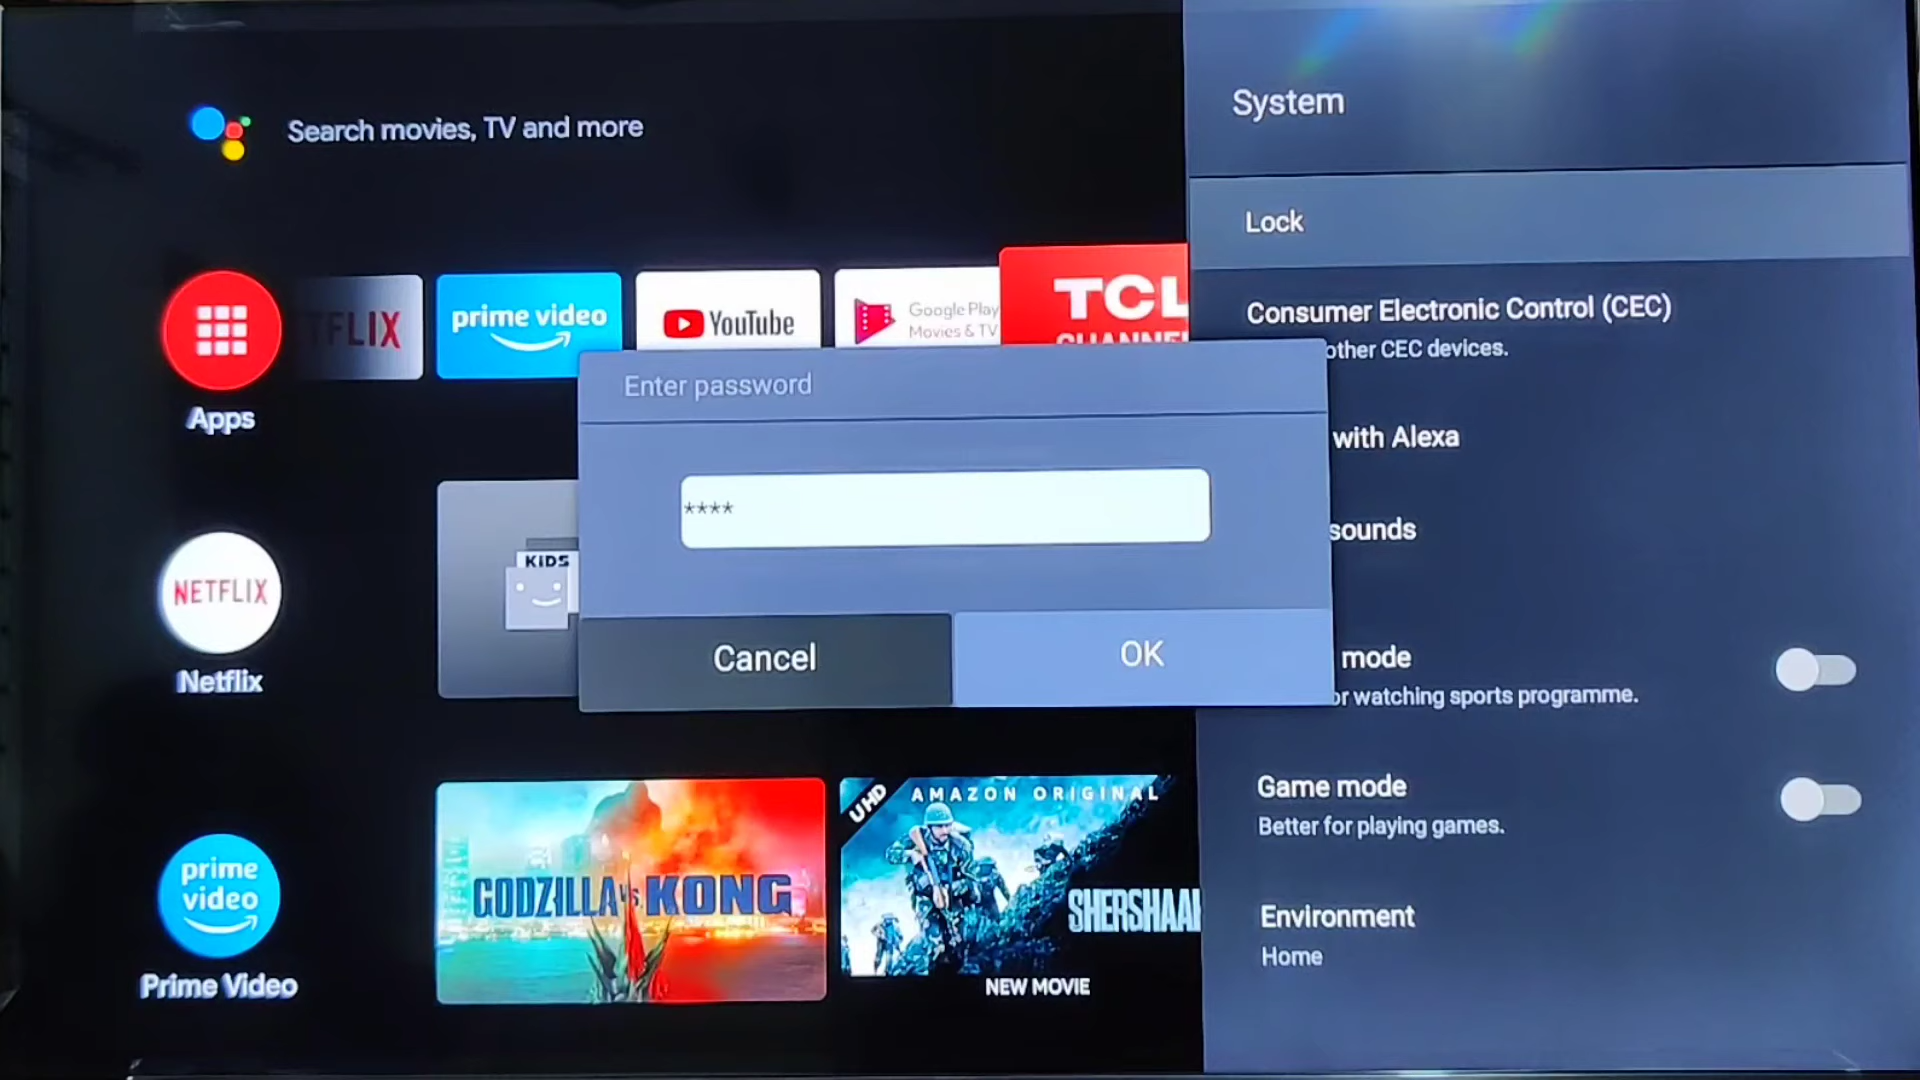 Search movies, TV and more
Apps
TFLIX
prime video
YouTube
Google Play
Movies & TV
TCL
CHANNEL
System
Lock
Consumer Electronic Control (CEC)
other CEC devices.
with Alexa
sounds
mode
or watching sports programme.
Game mode
Better for playing games.
Environment
Home
Enter password
****
Cancel
OK
NETFLIX
Netflix
KIDS
prime
video
Prime Video
GODZILLA vs KONG
UHD
AMAZON ORIGINAL
SHERSHAAH
NEW MOVIE